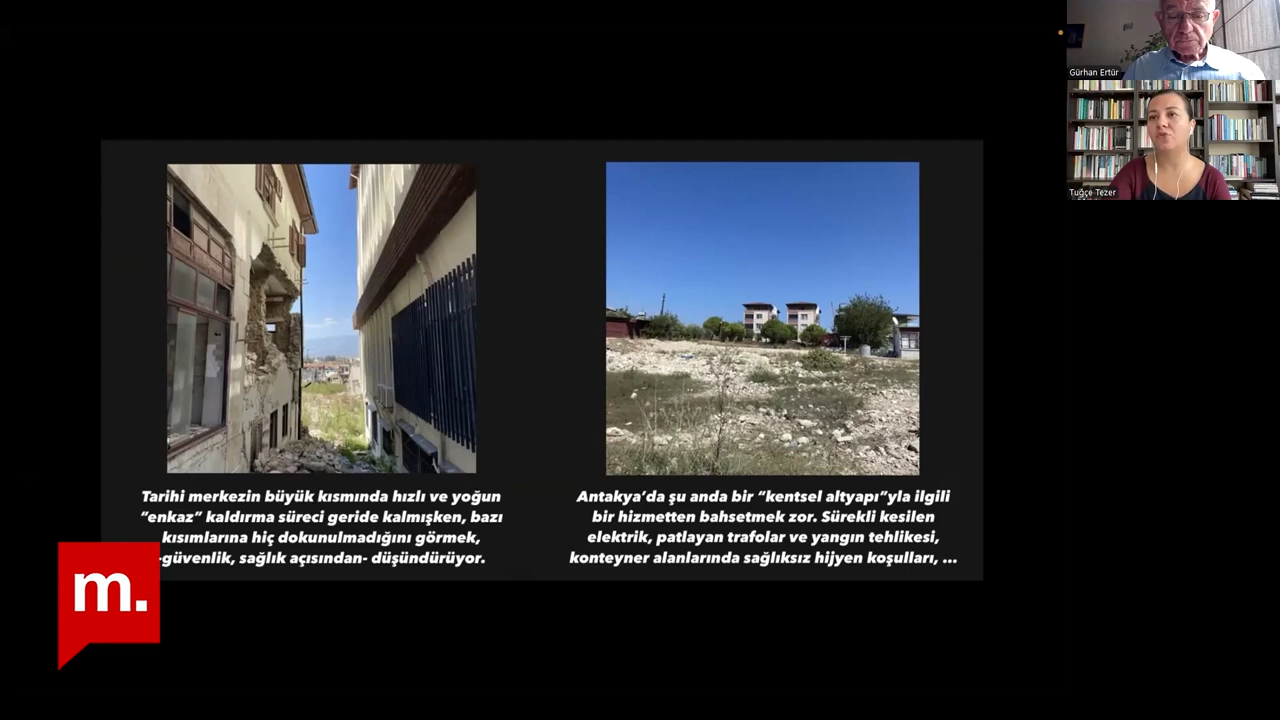 Gürhan Ertür
Tuğçe Tezer
Tarihi merkezin büyük kısmında hızlı ve yoğun
“enkaz” kaldırma süreci geride kalmışken, bazı
kısımlarına hiç dokunulmadığını görmek,
-güvenlik, sağlık açısından- düşündürüyor.
Antakya’da şu anda bir “kentsel altyapı”yla ilgili
bir hizmetten bahsetmek zor. Sürekli kesilen
elektrik, patlayan trafolar ve yangın tehlikesi,
konteyner alanlarında sağlıksız hijyen koşulları, ...
m.